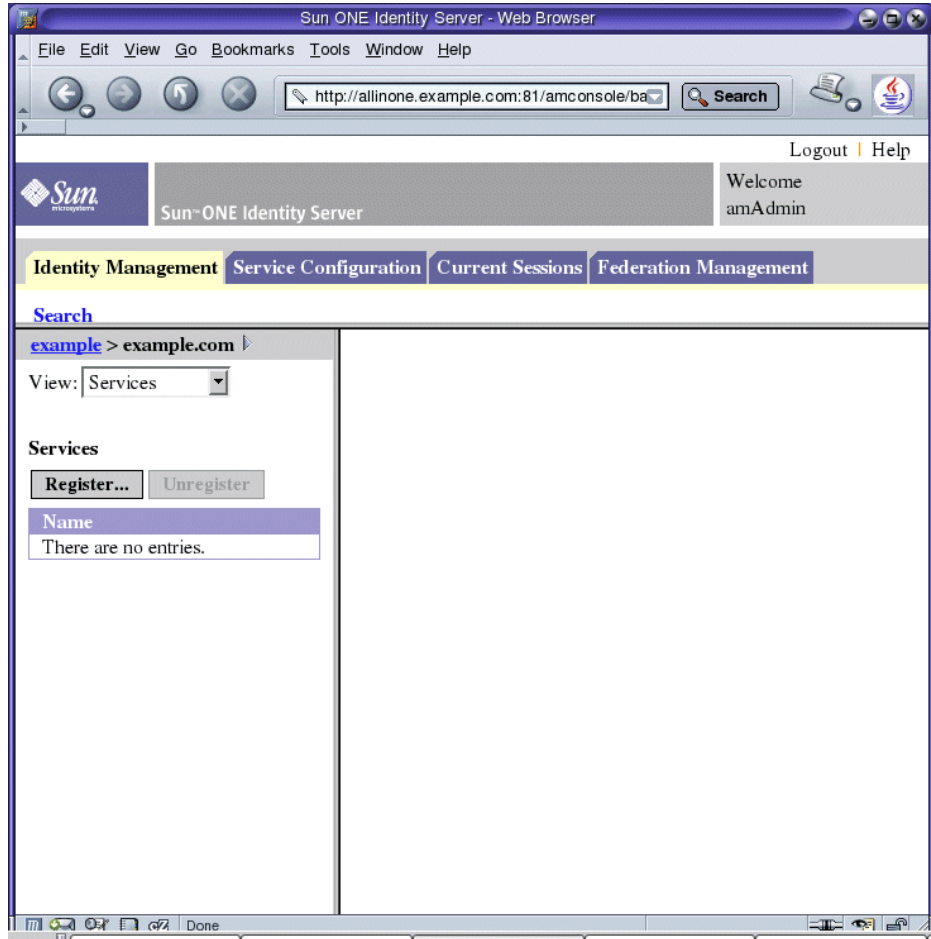 Sun ONE Identity Server - Web Browser
File Edit View Go Bookmarks Tools Window Help
http://allinone.example.com:81/amconsole/ba
Search
Logout | Help
Sun
microsystems
Sun ONE Identity Server
Welcome
amAdmin
Identity Management Service Configuration Current Sessions Federation Management
Search
example > example.com
View: Services
Services
Register... Unregister
Name
There are no entries.
Done